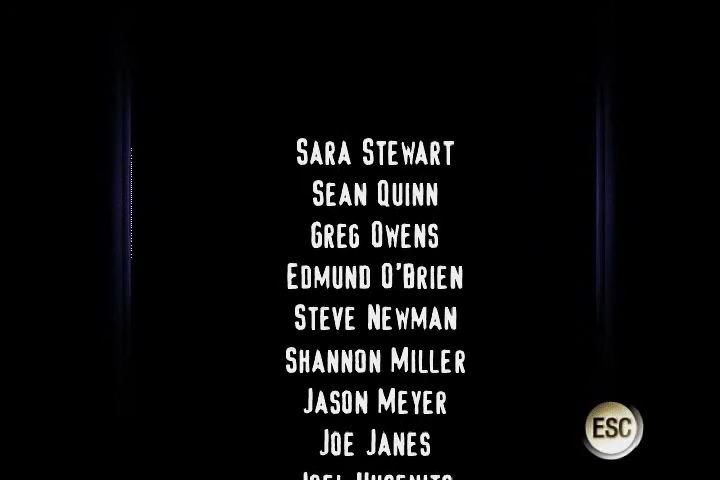 Sara Stewart
Sean Quinn
Greg Owens
Edmund O'Brien
Steve Newman
Shannon Miller
Jason Meyer
Joe Janes
ESC